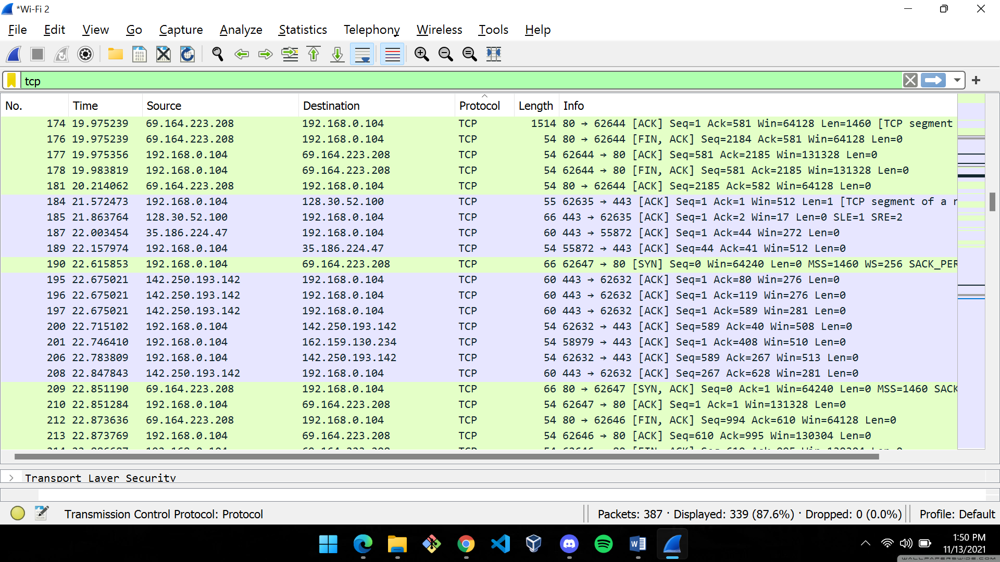 *Wi-Fi 2
File Edit View Go Capture Analyze Statistics Telephony Wireless Tools Help
tcp
No. Time Source Destination Protocol Length Info
174 19.975239 69.164.223.208 192.168.0.104 TCP 1514 80 → 62644 [ACK] Seq=1 Ack=581 Win=64128 Len=1460 [TCP segment
176 19.975239 69.164.223.208 192.168.0.104 TCP 54 80 → 62644 [FIN, ACK] Seq=2184 Ack=581 Win=64128 Len=0
177 19.975356 192.168.0.104 69.164.223.208 TCP 54 62644 → 80 [ACK] Seq=581 Ack=2185 Win=131328 Len=0
178 19.983819 192.168.0.104 69.164.223.208 TCP 54 62644 → 80 [FIN, ACK] Seq=581 Ack=2185 Win=131328 Len=0
181 20.214062 69.164.223.208 192.168.0.104 TCP 54 80 → 62644 [ACK] Seq=2185 Ack=582 Win=64128 Len=0
184 21.572473 192.168.0.104 128.30.52.100 TCP 55 62635 → 443 [ACK] Seq=1 Ack=1 Win=512 Len=1 [TCP segment of a r
185 21.863764 128.30.52.100 192.168.0.104 TCP 66 443 → 62635 [ACK] Seq=1 Ack=2 Win=17 Len=0 SLE=1 SRE=2
187 22.003454 35.186.224.47 192.168.0.104 TCP 60 443 → 55872 [ACK] Seq=1 Ack=44 Win=272 Len=0
189 22.157974 192.168.0.104 35.186.224.47 TCP 54 55872 → 443 [ACK] Seq=44 Ack=41 Win=512 Len=0
190 22.615853 192.168.0.104 69.164.223.208 TCP 66 62647 → 80 [SYN] Seq=0 Win=64240 Len=0 MSS=1460 WS=256 SACK_PER
195 22.675021 142.250.193.142 192.168.0.104 TCP 60 443 → 62632 [ACK] Seq=1 Ack=80 Win=276 Len=0
196 22.675021 142.250.193.142 192.168.0.104 TCP 60 443 → 62632 [ACK] Seq=1 Ack=119 Win=276 Len=0
197 22.675021 142.250.193.142 192.168.0.104 TCP 60 443 → 62632 [ACK] Seq=1 Ack=589 Win=281 Len=0
200 22.715102 192.168.0.104 142.250.193.142 TCP 54 62632 → 443 [ACK] Seq=589 Ack=40 Win=508 Len=0
201 22.746410 192.168.0.104 162.159.130.234 TCP 54 58979 → 443 [ACK] Seq=1 Ack=408 Win=510 Len=0
206 22.783809 192.168.0.104 142.250.193.142 TCP 54 62632 → 443 [ACK] Seq=589 Ack=267 Win=513 Len=0
208 22.847843 142.250.193.142 192.168.0.104 TCP 60 443 → 62632 [ACK] Seq=267 Ack=628 Win=281 Len=0
209 22.851190 69.164.223.208 192.168.0.104 TCP 66 80 → 62647 [SYN, ACK] Seq=0 Ack=1 Win=64240 Len=0 MSS=1460 SACK
210 22.851284 192.168.0.104 69.164.223.208 TCP 54 62647 → 80 [ACK] Seq=1 Ack=1 Win=131328 Len=0
212 22.873636 69.164.223.208 192.168.0.104 TCP 54 80 → 62646 [FIN, ACK] Seq=994 Ack=610 Win=64128 Len=0
213 22.873769 192.168.0.104 69.164.223.208 TCP 54 62646 → 80 [ACK] Seq=610 Ack=995 Win=130304 Len=0
Transport Layer Security
Transmission Control Protocol: Protocol
Packets: 387 · Displayed: 339 (87.6%) · Dropped: 0 (0.0%)
Profile: Default
1:50 PM
11/13/2021
WALLPAPERSWIDE.COM